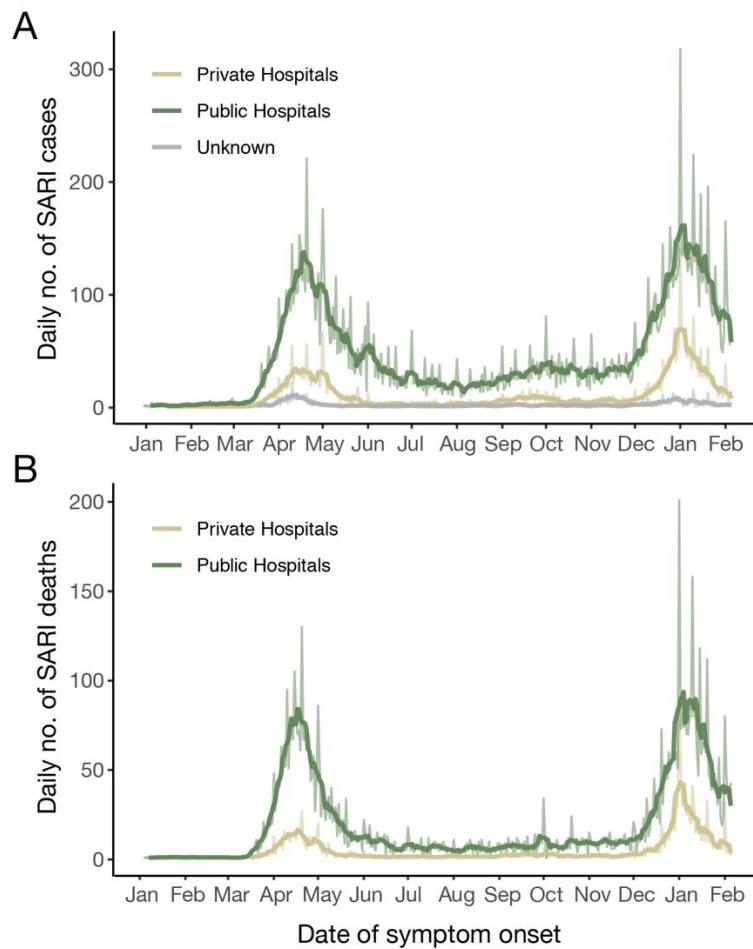 A
Daily no. of SARI cases
300
200
100
0
Private Hospitals
Public Hospitals
Unknown
Jan Feb Mar Apr May Jun Jul Aug Sep Oct Nov Dec Jan Feb
B
Daily no. of SARI deaths
200
150
100
50
0
Private Hospitals
Public Hospitals
Jan Feb Mar Apr May Jun Jul Aug Sep Oct Nov Dec Jan Feb
Date of symptom onset